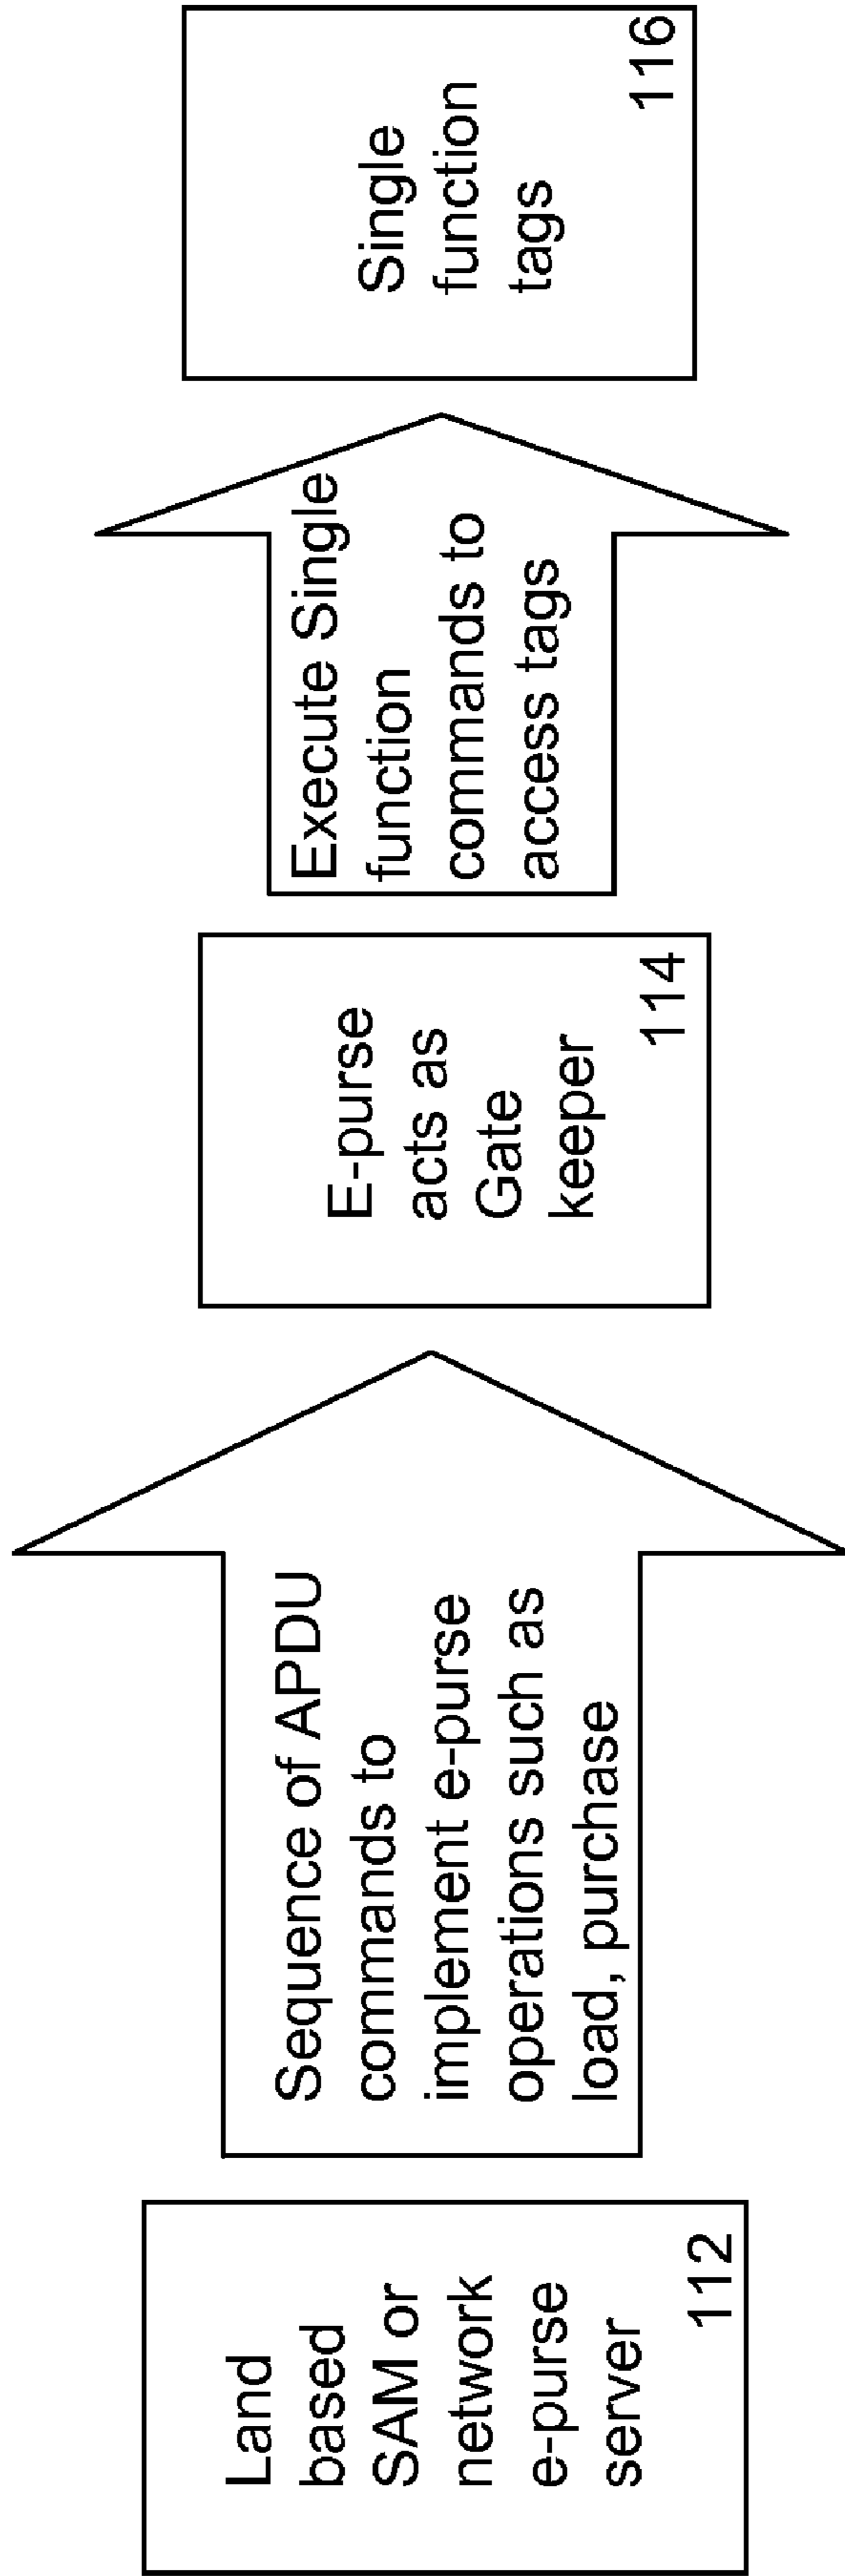 Land
based
SAM or
network
e-purse
server
112
Sequence of APDU
commands to
implement e-purse
operations such as
load, purchase
E-purse
acts as
Gate
keeper
114
Execute Single
function
commands to
access tags
Single
function
tags
116